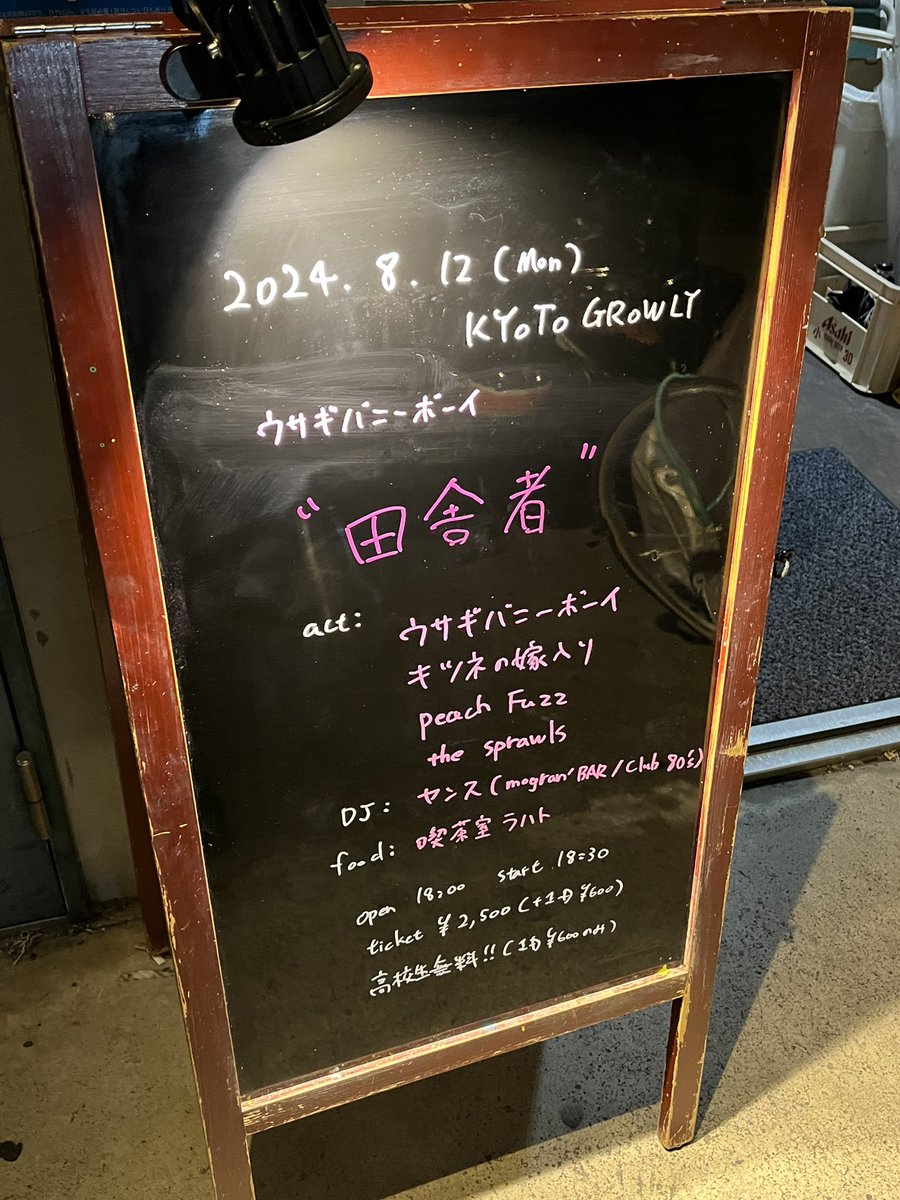 2024. 8. 12 (Mon)
KYOTO GROWLY
ウサギバニーボーイ
"田舎者"
act: ウサギバニーボーイ
キツネの嫁入り
peach Fuzz
the sprawls
DJ: ヤンス (mogran'BAR / Club 80's)
food: 喫茶室 ラハト
open 18:00 start 18:30
ticket ¥2,500 (+1D ¥600)
高校生無料!! (1D ¥600のみ)
Asahi
小
30